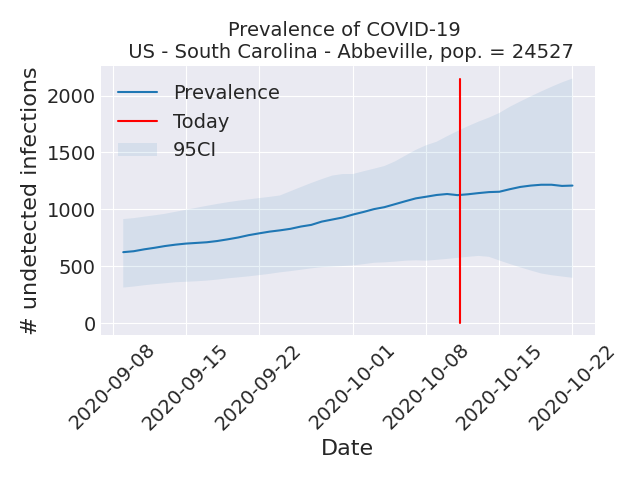 Prevalence of COVID-19
US - South Carolina - Abbeville, pop. = 24527
# undetected infections
2000
1500
1000
500
0
Prevalence
Today
95CI
2020-09-08
2020-09-15
2020-09-22
2020-10-01
2020-10-08
2020-10-15
2020-10-22
Date